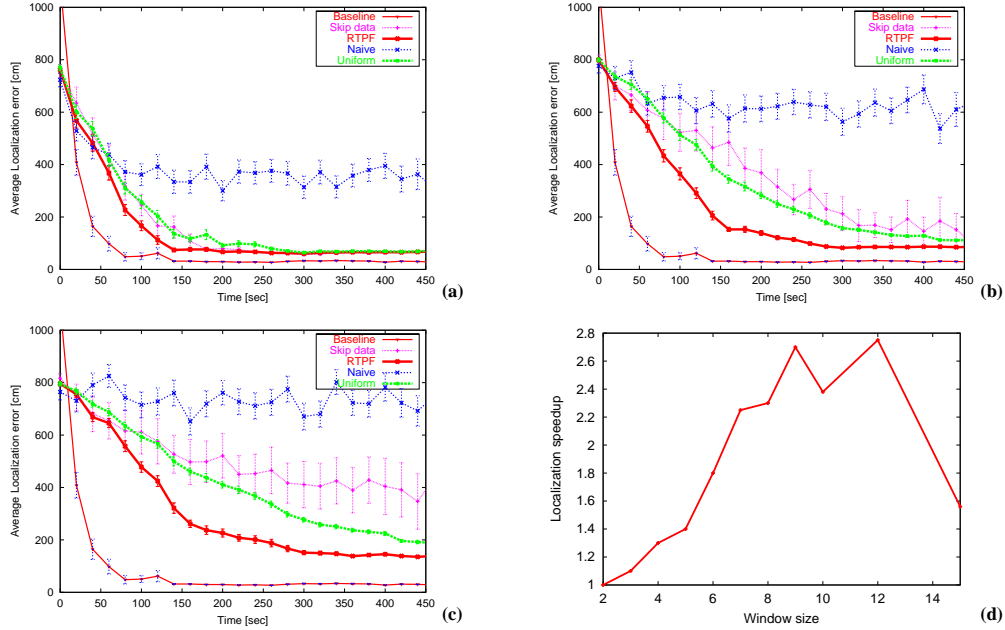 1000
800
600
400
200
0
Average Localization error [cm]
0 50 100 150 200 250 300 350 400 450
Time [sec]
Baseline
Skip data
RTPF
Naive
Uniform
(a)
1000
800
600
400
200
0
Average Localization error [cm]
0 50 100 150 200 250 300 350 400 450
Time [sec]
Baseline
Skip data
RTPF
Naive
Uniform
(b)
1000
800
600
400
200
0
Average Localization error [cm]
0 50 100 150 200 250 300 350 400 450
Time [sec]
Baseline
Skip data
RTPF
Naive
Uniform
(c)
2.8
2.6
2.4
2.2
2
1.8
1.6
1.4
1.2
1
Localization speedup
2 4 6 8 10 12 14
Window size
(d)